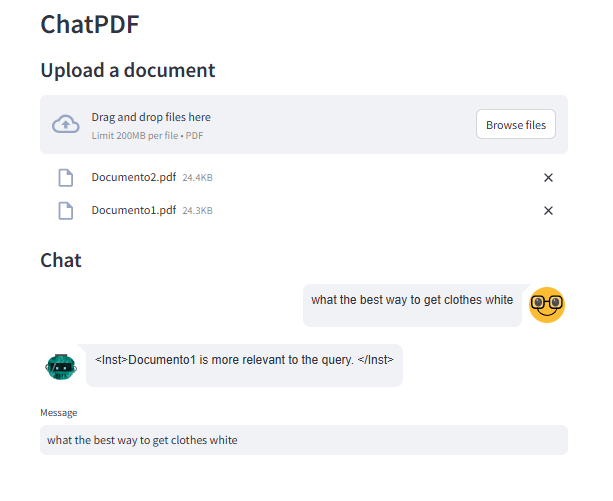 ChatPDF
Upload a document
Drag and drop files here
Limit 200MB per file • PDF
Browse files
Documento2.pdf 24.4KB
Documento1.pdf 24.3KB
Chat
what the best way to get clothes white
<Inst>Documento1 is more relevant to the query. </Inst>
Message
what the best way to get clothes white